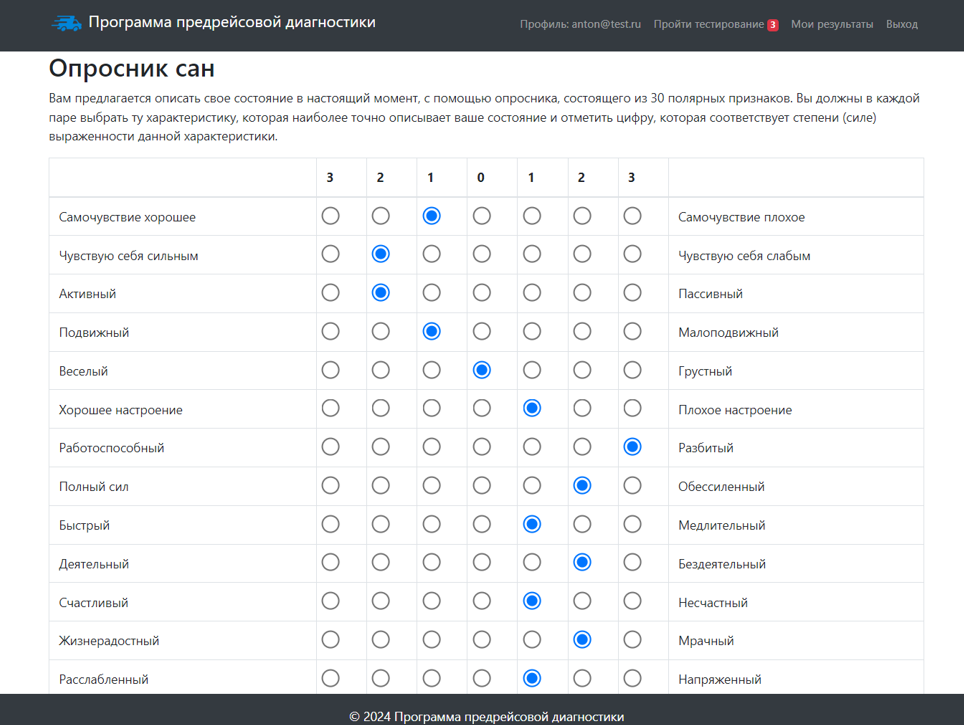 Программа предрейсовой диагностики
Профиль: anton@test.ru Пройти тестирование 3 Мои результаты Выход
Опросник сан
Вам предлагается описать свое состояние в настоящий момент, с помощью опросника, состоящего из 30 полярных признаков. Вы должны в каждой
паре выбрать ту характеристику, которая наиболее точно описывает ваше состояние и отметить цифру, которая соответствует степени (силе)
выраженности данной характеристики.
3 2 1 0 1 2 3
Самочувствие хорошее Самочувствие плохое
Чувствую себя сильным Чувствую себя слабым
Активный Пассивный
Подвижный Малоподвижный
Веселый Грустный
Хорошее настроение Плохое настроение
Работоспособный Разбитый
Полный сил Обессиленный
Быстрый Медлительный
Деятельный Бездеятельный
Счастливый Несчастный
Жизнерадостный Мрачный
Расслабленный Напряженный
© 2024 Программа предрейсовой диагностики